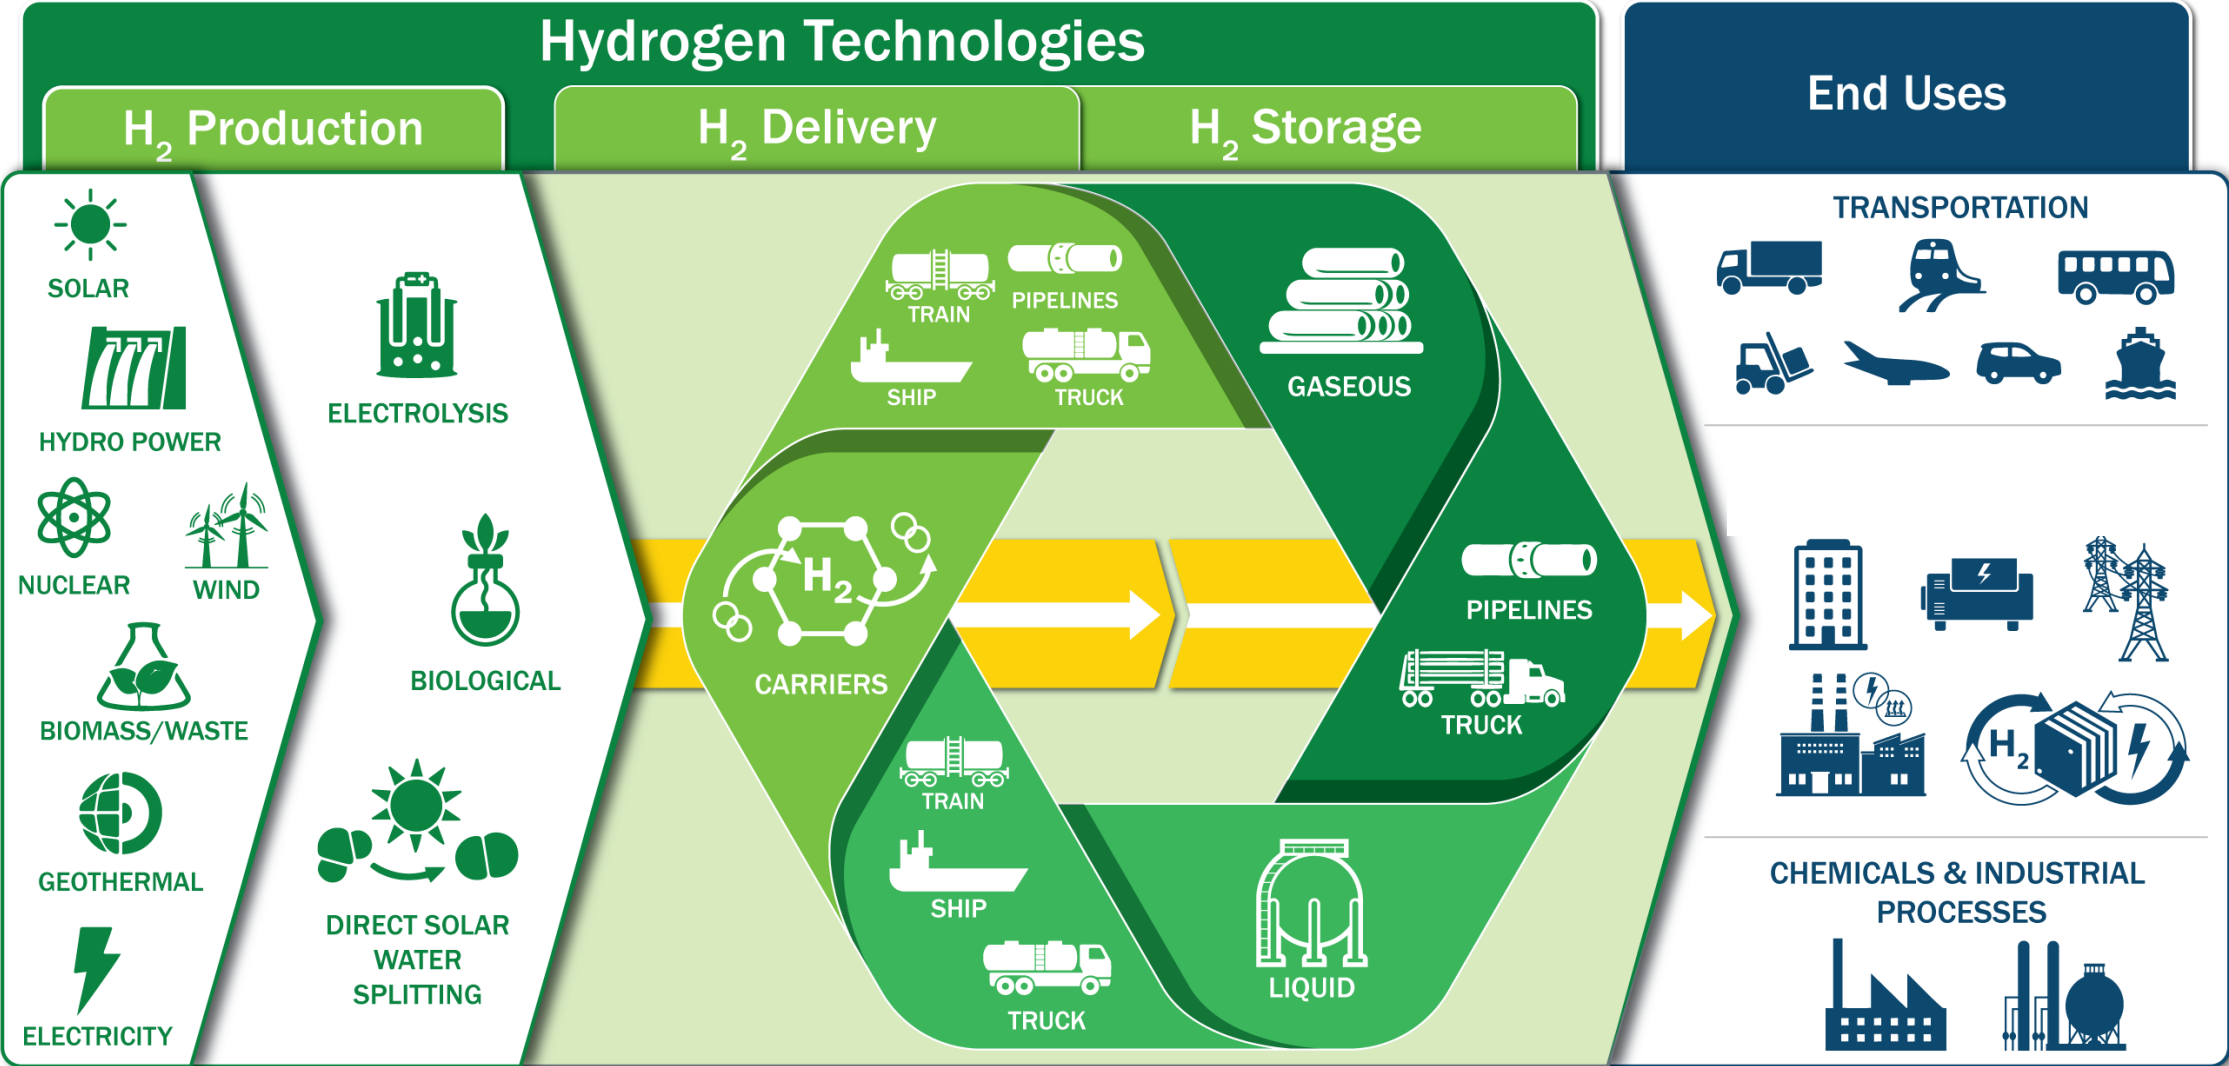 Hydrogen Technologies
H₂ Production
H₂ Delivery
H₂ Storage
End Uses
SOLAR
HYDRO POWER
NUCLEAR
WIND
BIOMASS/WASTE
GEOTHERMAL
ELECTRICITY
ELECTROLYSIS
BIOLOGICAL
DIRECT SOLAR
WATER
SPLITTING
TRAIN
PIPELINES
SHIP
TRUCK
H₂
CARRIERS
GASEOUS
PIPELINES
TRUCK
TRAIN
SHIP
TRUCK
LIQUID
TRANSPORTATION
H₂
CHEMICALS & INDUSTRIAL
PROCESSES